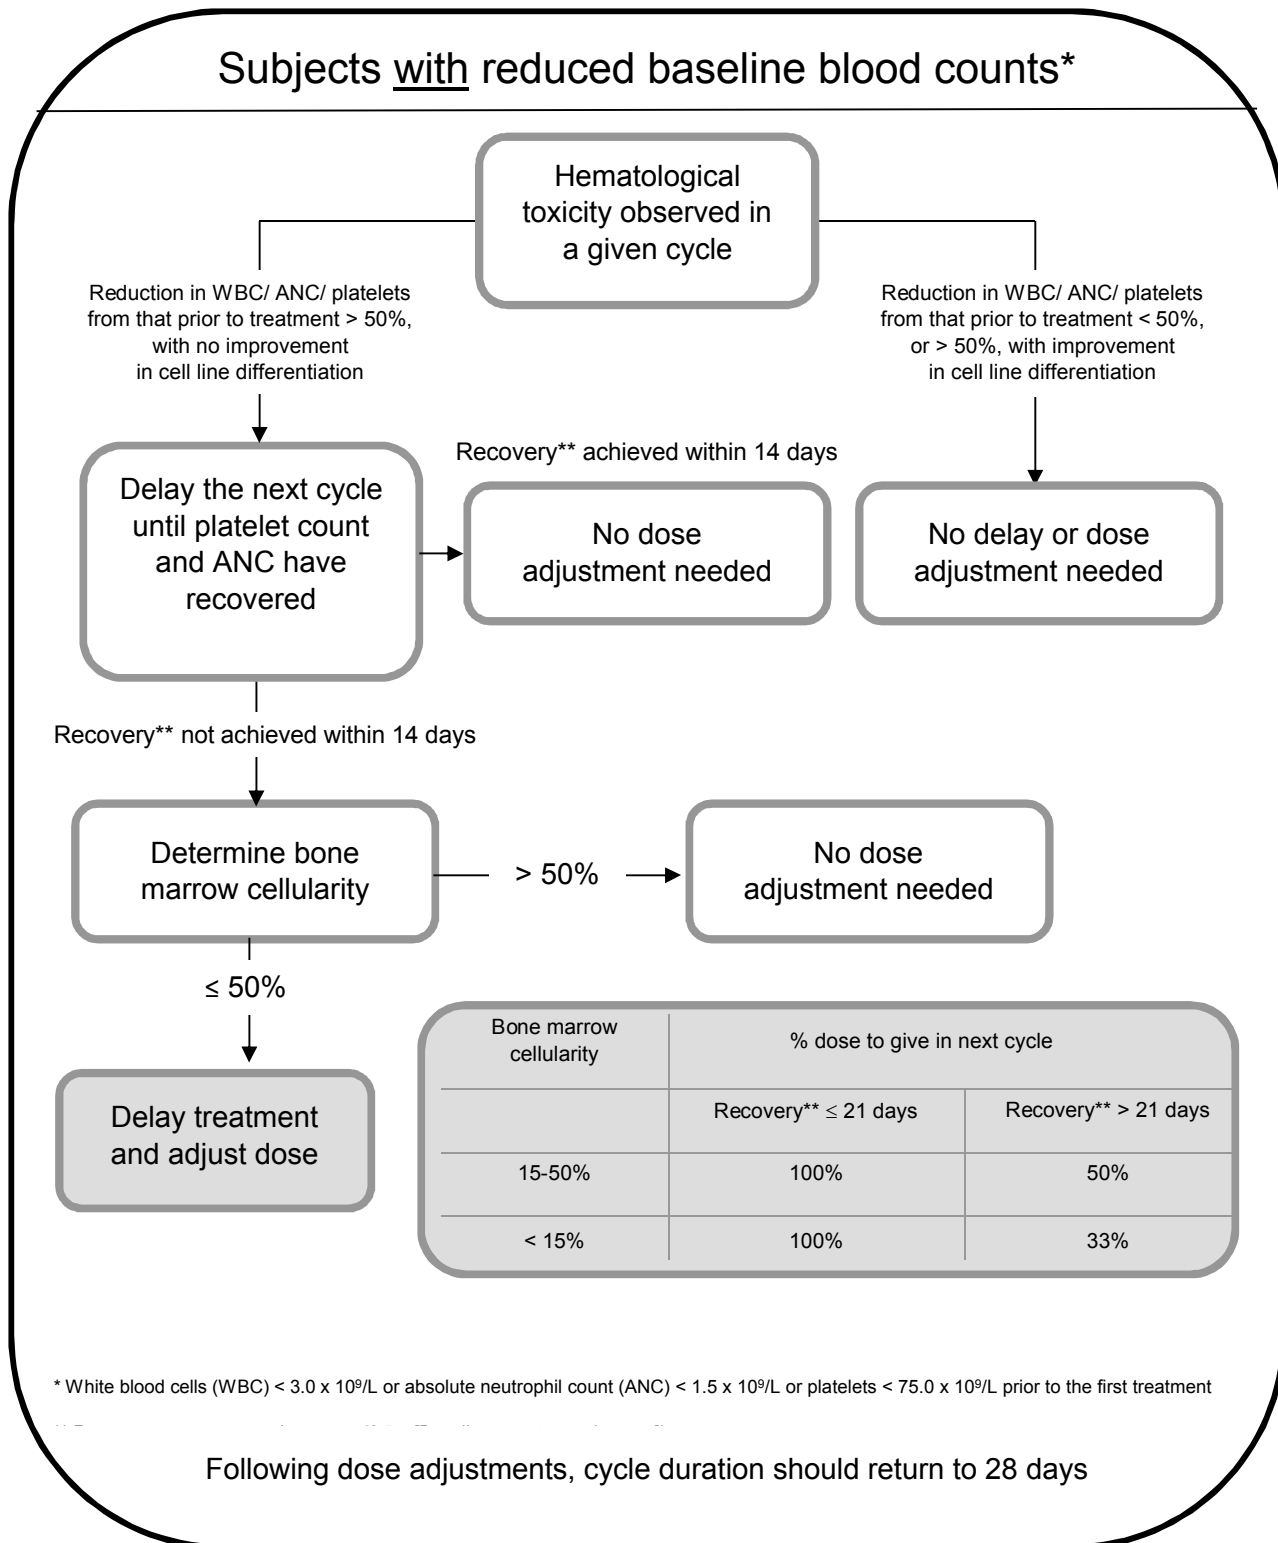 Subjects with reduced baseline blood counts*
Hematological
toxicity observed in
a given cycle
Reduction in WBC/ ANC/ platelets
from that prior to treatment > 50%,
with no improvement
in cell line differentiation
Reduction in WBC/ ANC/ platelets
from that prior to treatment < 50%,
or > 50%, with improvement
in cell line differentiation
Delay the next cycle
until platelet count
and ANC have
recovered
Recovery** achieved within 14 days
No dose
adjustment needed
No delay or dose
adjustment needed
Recovery** not achieved within 14 days
Determine bone
marrow cellularity
> 50%
No dose
adjustment needed
≤ 50%
Delay treatment
and adjust dose
Bone marrow
cellularity
% dose to give in next cycle
Recovery** ≤ 21 days
Recovery** > 21 days
15-50%
100%
50%
< 15%
100%
33%
* White blood cells (WBC) < 3.0 x 10⁹/L or absolute neutrophil count (ANC) < 1.5 x 10⁹/L or platelets < 75.0 x 10⁹/L prior to the first treatment
Following dose adjustments, cycle duration should return to 28 days